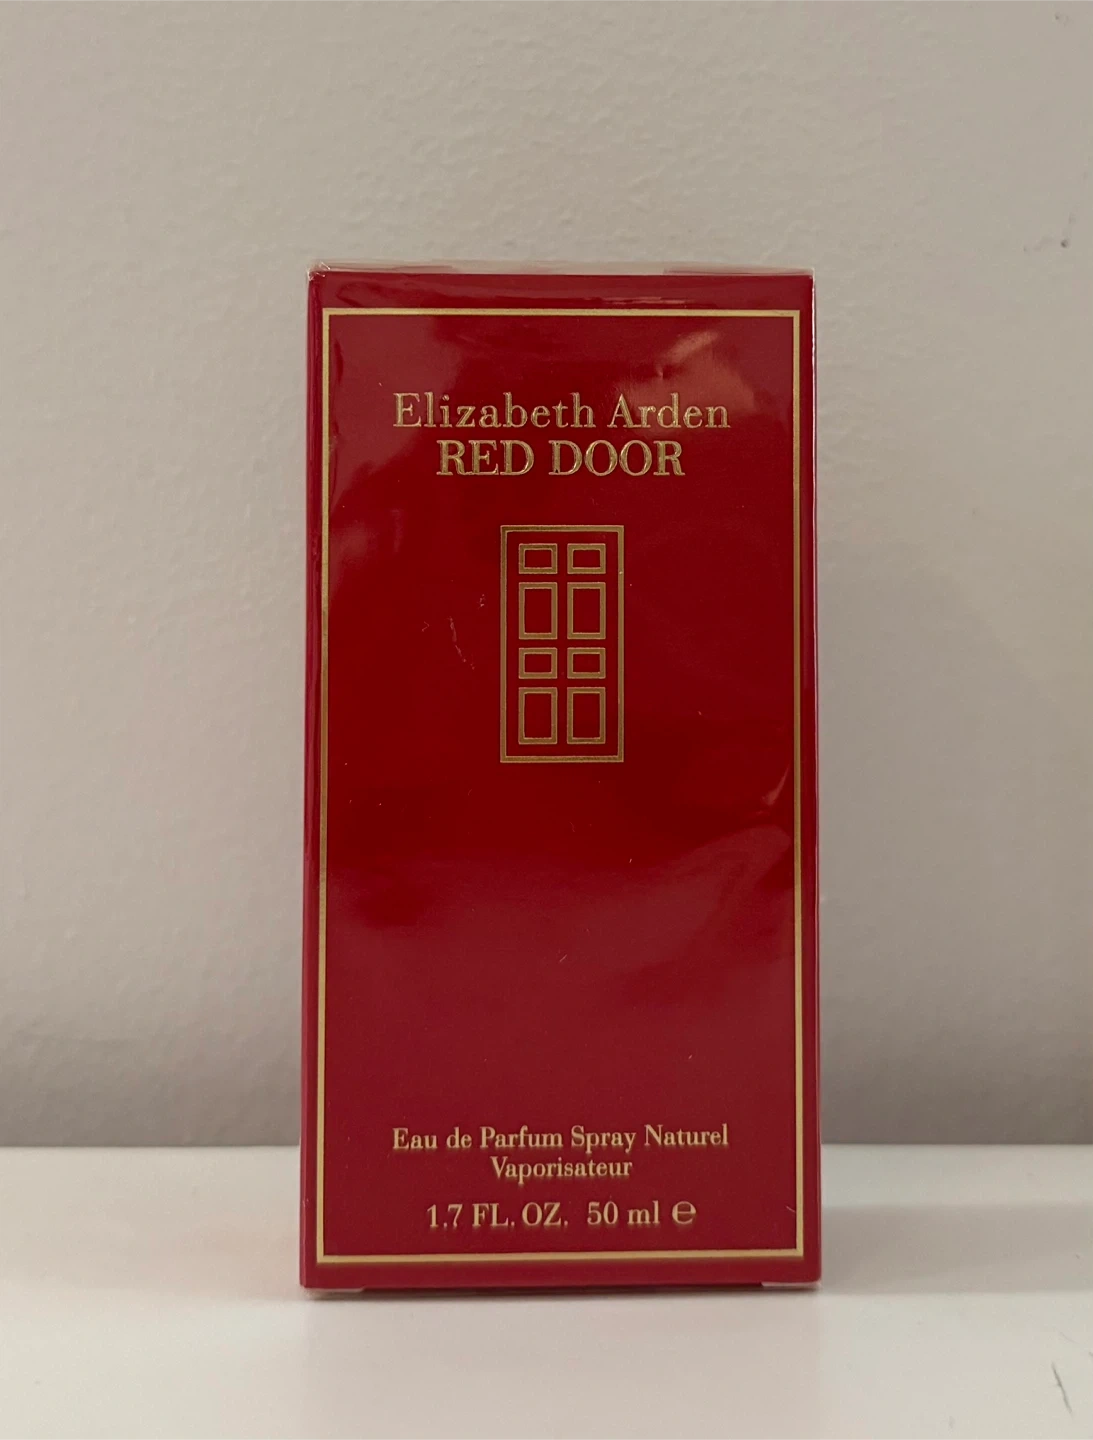 Elizabeth Arden
RED DOOR
Eau de Parfum Spray Naturel
Vaporisateur
1.7 FL. OZ. 50 ml ℮